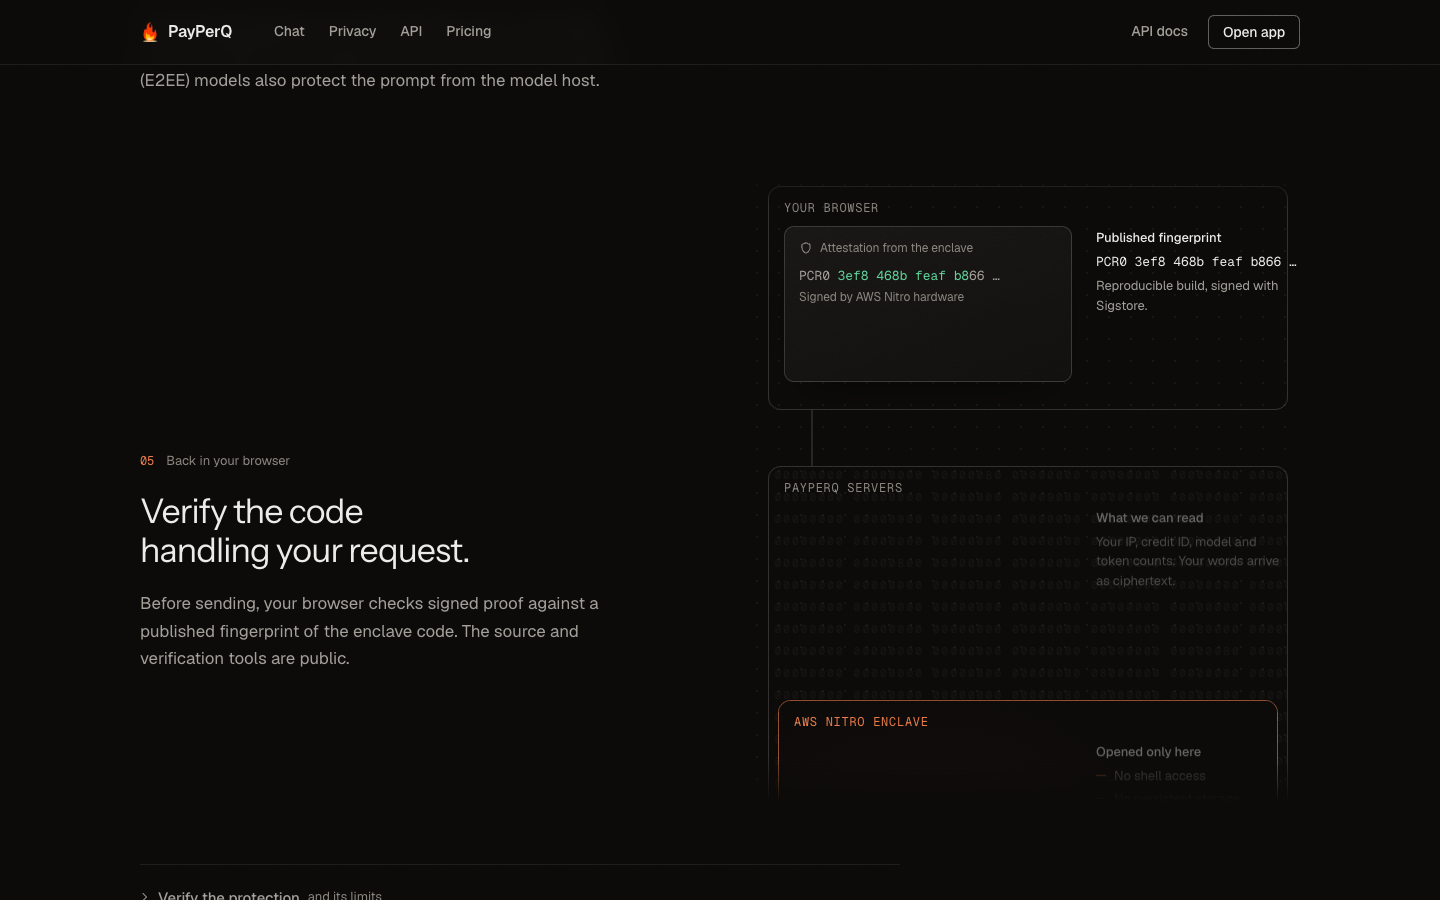 PayPerQ
Chat
Privacy
API
Pricing
API docs
Open app
(E2EE) models also protect the prompt from the model host.
05 Back in your browser
Verify the code
handling your request.
Before sending, your browser checks signed proof against a
published fingerprint of the enclave code. The source and
verification tools are public.
YOUR BROWSER
Attestation from the enclave
PCR0 3ef8 468b feaf b866 …
Signed by AWS Nitro hardware
Published fingerprint
PCR0 3ef8 468b feaf b866 …
Reproducible build, signed with
Sigstore.
PAYPERQ SERVERS
What we can read
Your IP, credit ID, model and
token counts. Your words arrive
as ciphertext.
AWS NITRO ENCLAVE
Opened only here
— No shell access
Verify the protection and its limits